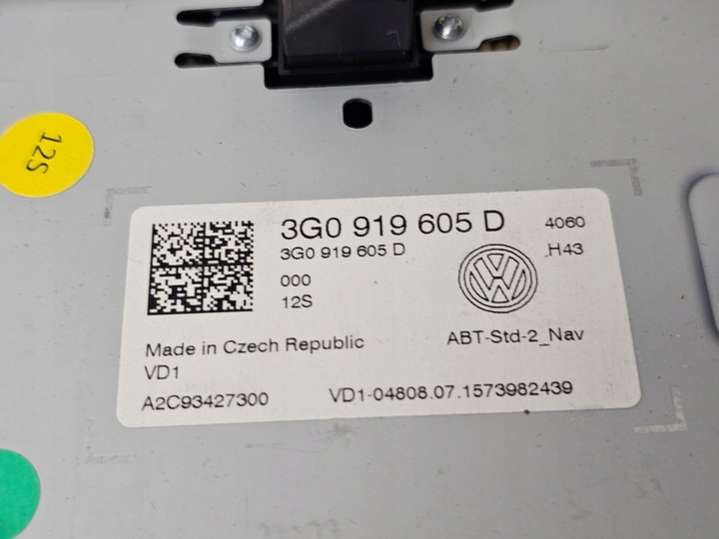 12S
3G0 919 605 D
4060
3G0 919 605 D
.H43
000
12S
Made in Czech Republic
ABT-Std-2_Nav
VD1
A2C93427300
VD1-04808.07.1573982439